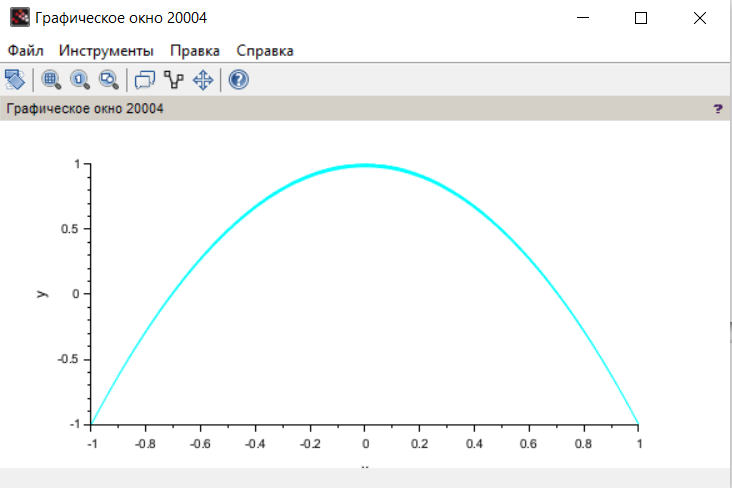 Графическое окно 20004
Файл Инструменты Правка Справка
Графическое окно 20004 ?
1
0.5
0
-0.5
-1
y
-1 -0.8 -0.6 -0.4 -0.2 0 0.2 0.4 0.6 0.8 1